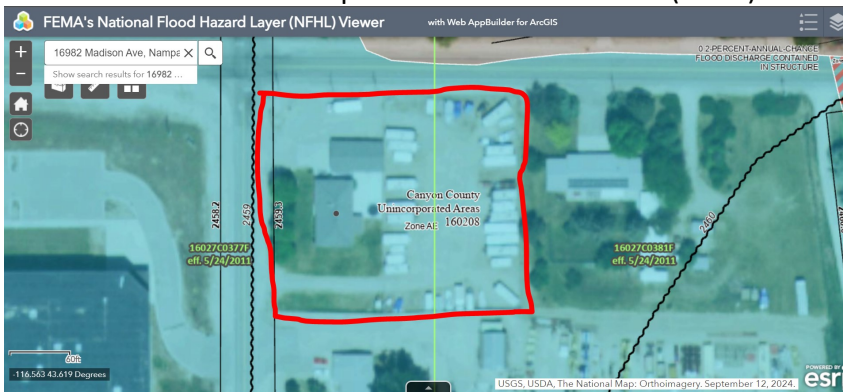 FEMA's National Flood Hazard Layer (NFHL) Viewer
with Web AppBuilder for ArcGIS
16982 Madison Ave, Nampa
Show search results for 16982 ...
0 2-PERCENT-ANNUAL-CHANGE
FLOOD DISCHARGE CONTAINED
IN STRUCTURE
2458.2
2459
2459.3
Canyon County
Unincorporated Areas
160208
Zone AE
16027C0377F
eff. 5/24/2011
16027C0381F
eff. 5/24/2011
2460
60ft
-116.563 43.619 Degrees
USGS, USDA, The National Map: Orthoimagery. September 12, 2024.
POWERED BY
esri